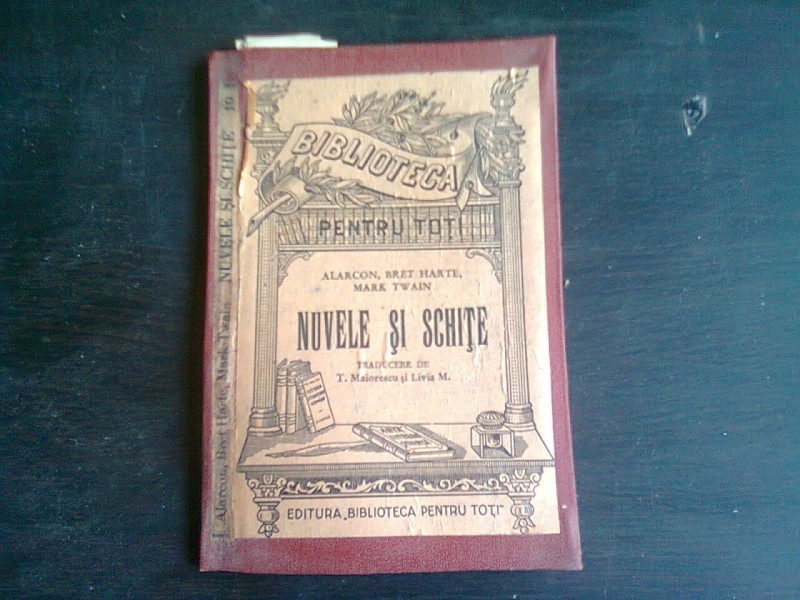 BIBLIOTECA
PENTRU TOȚI
ALARCON, BRET HARTE,
MARK TWAIN
NUVELE ȘI SCHIȚE
TRADUCERE DE
T. Maiorescu și Livia M.
EDITURA „BIBLIOTECA PENTRU TOȚI"
Alarcon, Bret Harte, Mark Twain NUVELE ȘI SCHIȚE 10